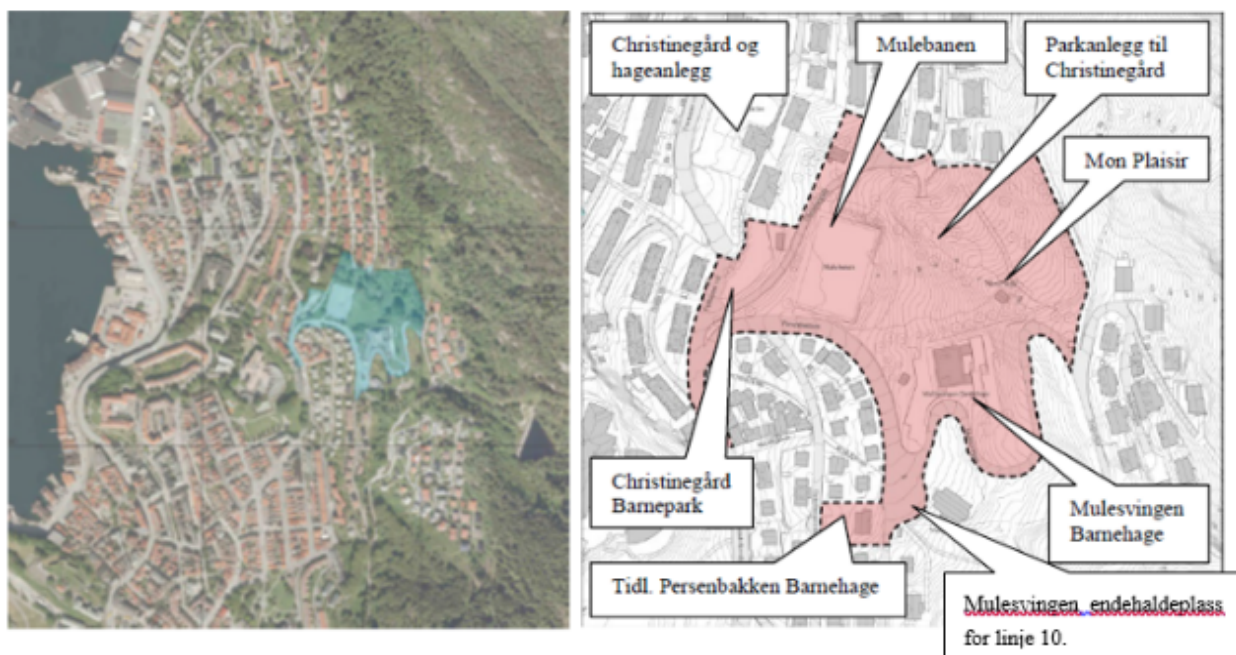 Christinegård og
hageanlegg
Mulebanen
Parkanlegg til
Christinegård
Mon Plaisir
Christinegård
Barnepark
Mulesvingen
Barnehage
Tidl. Persenbakken Barnehage
Mulesvingen, endehaldeplass
for linje 10.